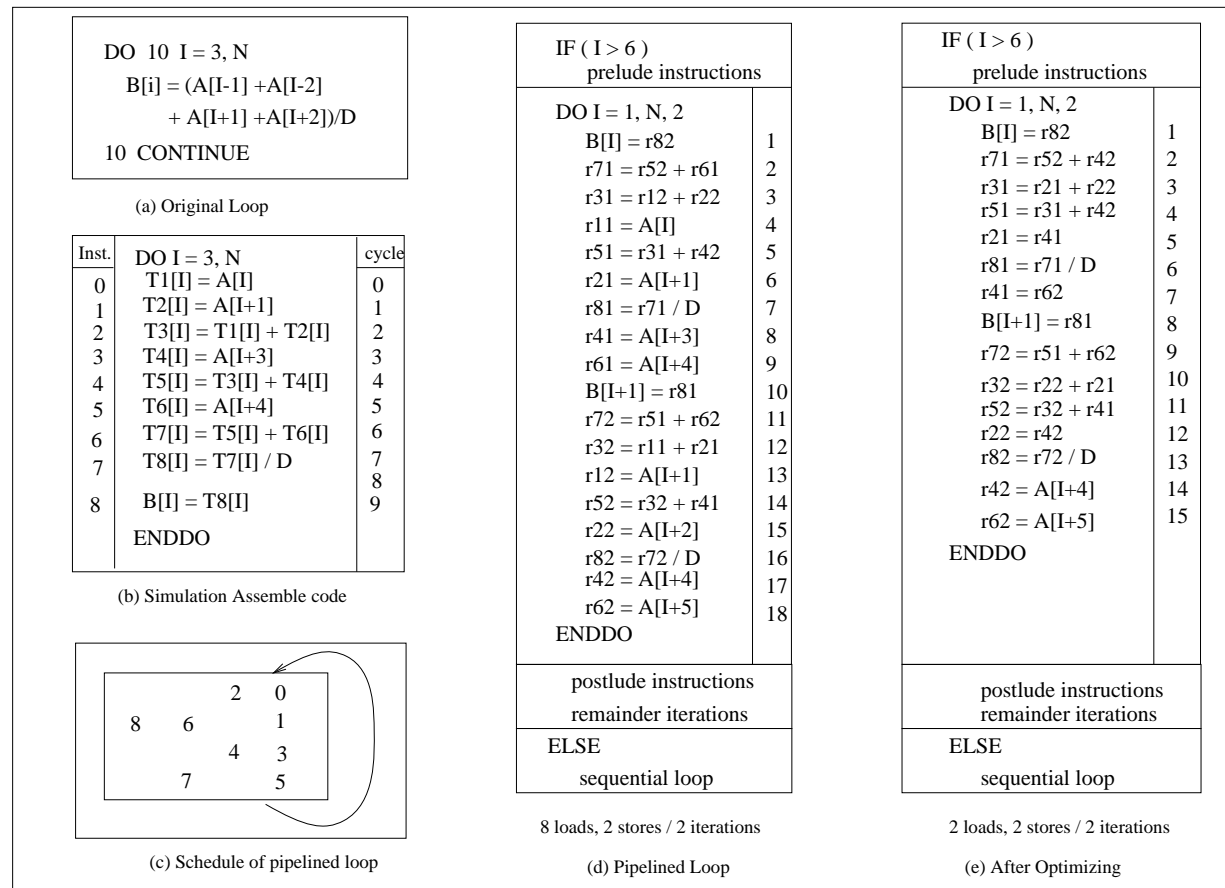 DO 10 I = 3, N
B[i] = (A[I-1] +A[I-2]
+ A[I+1] +A[I+2])/D
10 CONTINUE
(a) Original Loop
Inst. DO I = 3, N cycle
0 T1[I] = A[I] 0
1 T2[I] = A[I+1] 1
2 T3[I] = T1[I] + T2[I] 2
3 T4[I] = A[I+3] 3
4 T5[I] = T3[I] + T4[I] 4
5 T6[I] = A[I+4] 5
6 T7[I] = T5[I] + T6[I] 6
7 T8[I] = T7[I] / D 7
8
8 B[I] = T8[I] 9
ENDDO
(b) Simulation Assemble code
2 0
8 6 1
4 3
7 5
(c) Schedule of pipelined loop
IF ( I > 6 )
prelude instructions
DO I = 1, N, 2
B[I] = r82 1
r71 = r52 + r61 2
r31 = r12 + r22 3
r11 = A[I] 4
r51 = r31 + r42 5
r21 = A[I+1] 6
r81 = r71 / D 7
r41 = A[I+3] 8
r61 = A[I+4] 9
B[I+1] = r81 10
r72 = r51 + r62 11
r32 = r11 + r21 12
r12 = A[I+1] 13
r52 = r32 + r41 14
r22 = A[I+2] 15
r82 = r72 / D 16
r42 = A[I+4] 17
r62 = A[I+5] 18
ENDDO
postlude instructions
remainder iterations
ELSE
sequential loop
8 loads, 2 stores / 2 iterations
(d) Pipelined Loop
IF ( I > 6 )
prelude instructions
DO I = 1, N, 2
B[I] = r82 1
r71 = r52 + r42 2
r31 = r21 + r22 3
r51 = r31 + r42 4
r21 = r41 5
r81 = r71 / D 6
r41 = r62 7
B[I+1] = r81 8
r72 = r51 + r62 9
r32 = r22 + r21 10
r52 = r32 + r41 11
r22 = r42 12
r82 = r72 / D 13
r42 = A[I+4] 14
r62 = A[I+5] 15
ENDDO
postlude instructions
remainder iterations
ELSE
sequential loop
2 loads, 2 stores / 2 iterations
(e) After Optimizing